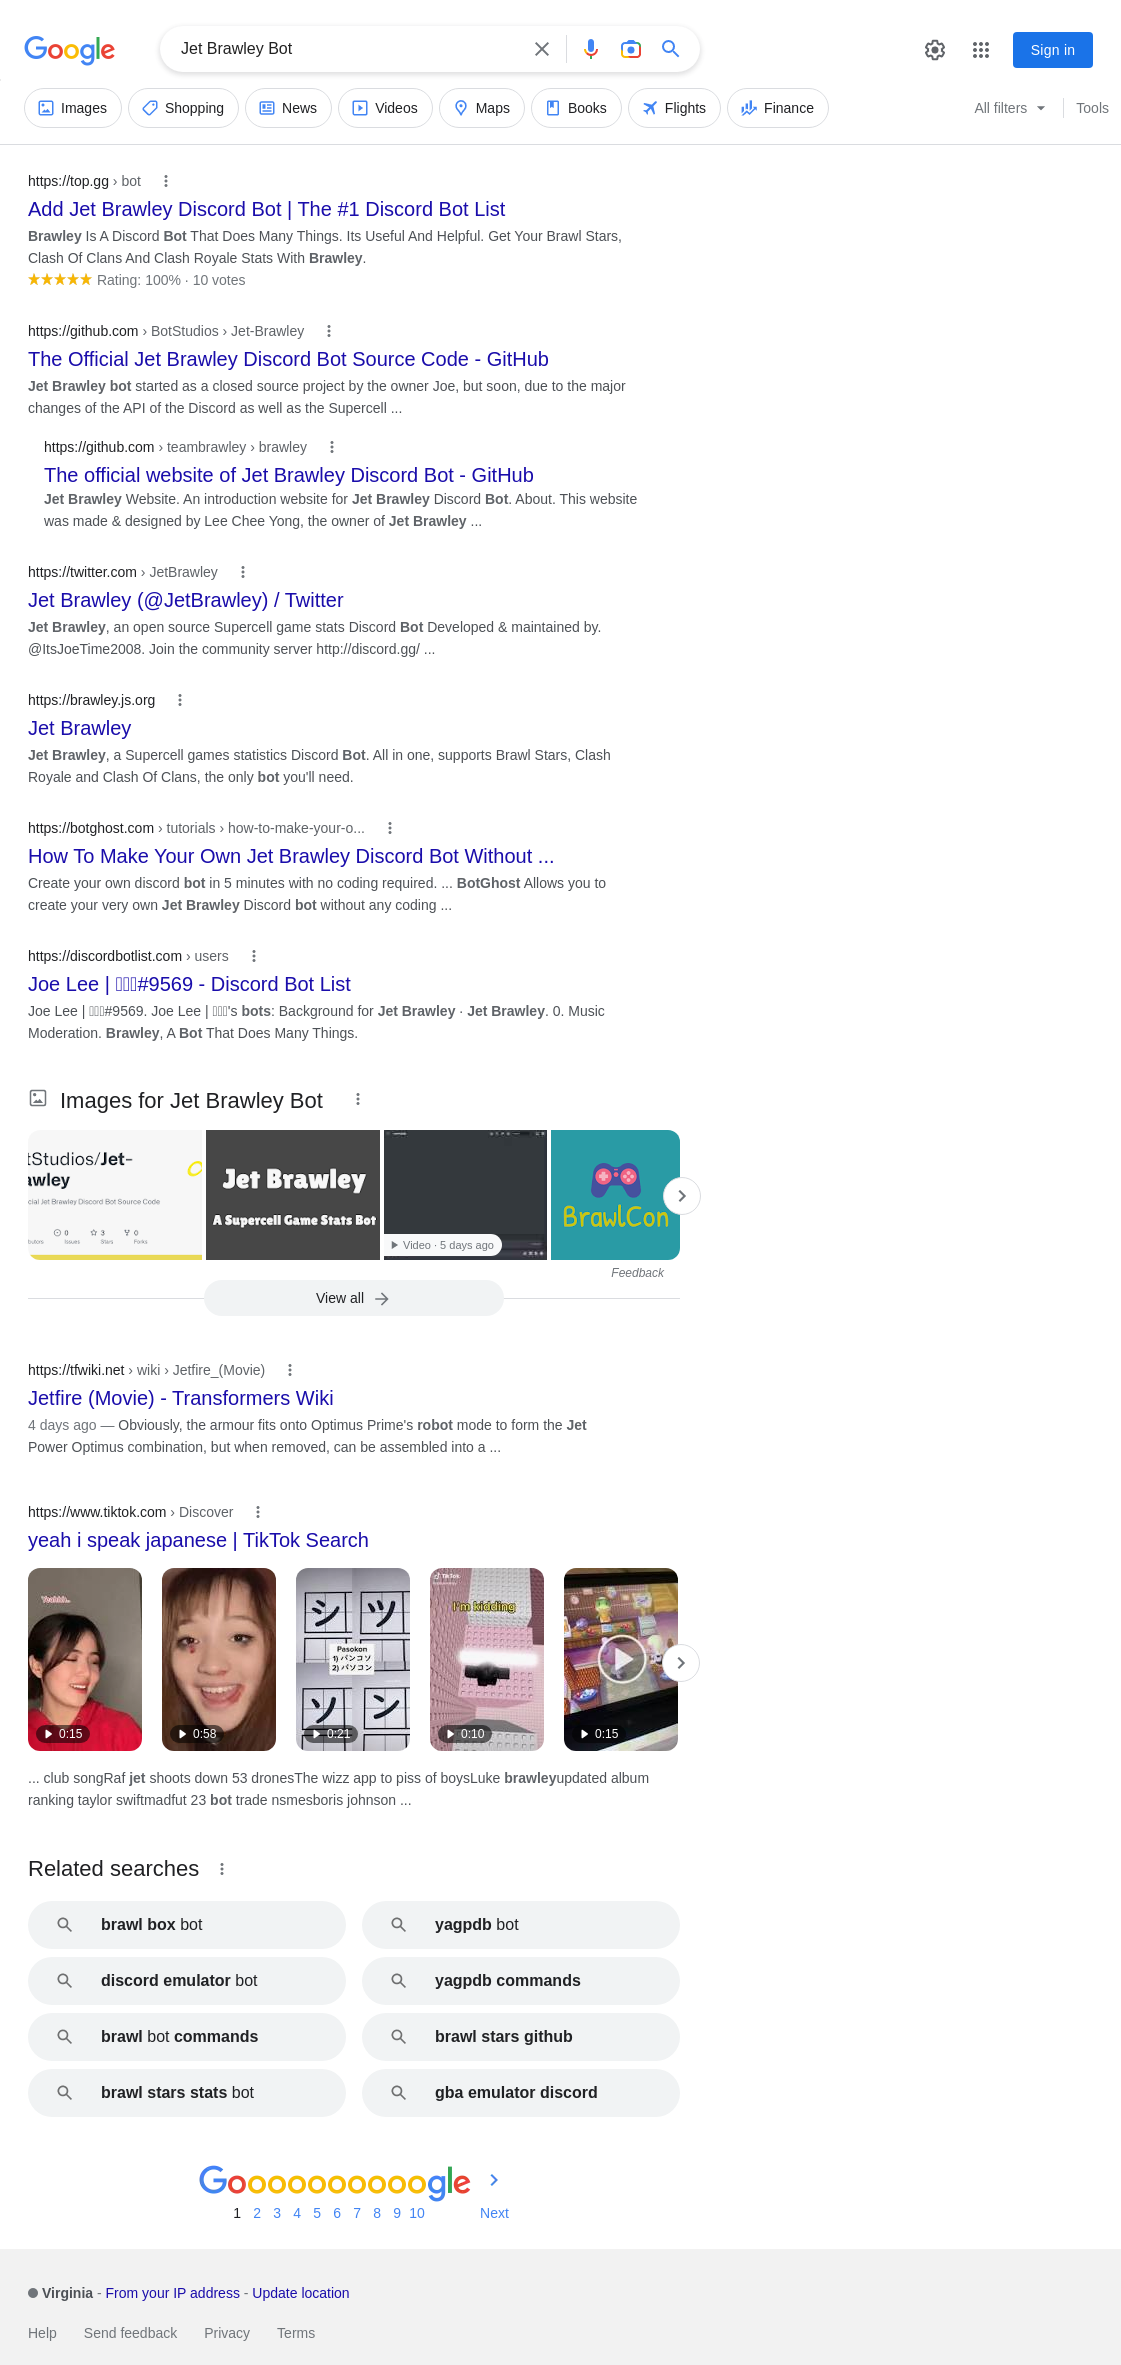 Google
Jet Brawley Bot
Sign in
Images
Shopping
News
Videos
Maps
Books
Flights
Finance
All filters
Tools
https://top.gg › bot
Add Jet Brawley Discord Bot | The #1 Discord Bot List
Brawley Is A Discord Bot That Does Many Things. Its Useful And Helpful. Get Your Brawl Stars,
Clash Of Clans And Clash Royale Stats With Brawley.
Rating: 100% · 10 votes
https://github.com › BotStudios › Jet-Brawley
The Official Jet Brawley Discord Bot Source Code - GitHub
Jet Brawley bot started as a closed source project by the owner Joe, but soon, due to the major
changes of the API of the Discord as well as the Supercell ...
https://github.com › teambrawley › brawley
The official website of Jet Brawley Discord Bot - GitHub
Jet Brawley Website. An introduction website for Jet Brawley Discord Bot. About. This website
was made & designed by Lee Chee Yong, the owner of Jet Brawley ...
https://twitter.com › JetBrawley
Jet Brawley (@JetBrawley) / Twitter
Jet Brawley, an open source Supercell game stats Discord Bot Developed & maintained by.
@ItsJoeTime2008. Join the community server http://discord.gg/ ...
https://brawley.js.org
Jet Brawley
Jet Brawley, a Supercell games statistics Discord Bot. All in one, supports Brawl Stars, Clash
Royale and Clash Of Clans, the only bot you'll need.
https://botghost.com › tutorials › how-to-make-your-o...
How To Make Your Own Jet Brawley Discord Bot Without ...
Create your own discord bot in 5 minutes with no coding required. ... BotGhost Allows you to
create your very own Jet Brawley Discord bot without any coding ...
https://discordbotlist.com › users
Joe Lee | #9569 - Discord Bot List
Joe Lee | #9569. Joe Lee | 's bots: Background for Jet Brawley · Jet Brawley. 0. Music
Moderation. Brawley, A Bot That Does Many Things.
Images for Jet Brawley Bot
tStudios/Jet-
awley
cial Jet Brawley Discord Bot Source Code
0 3 0
Issues Stars Forks
Jet Brawley
A Supercell Game Stats Bot
Video · 5 days ago
BrawlCon
Feedback
View all
https://tfwiki.net › wiki › Jetfire_(Movie)
Jetfire (Movie) - Transformers Wiki
4 days ago — Obviously, the armour fits onto Optimus Prime's robot mode to form the Jet
Power Optimus combination, but when removed, can be assembled into a ...
https://www.tiktok.com › Discover
yeah i speak japanese | TikTok Search
Yeahhh..
0:15
0:58
シ ツ
Pasokon
1) パンコソ
2) パソコン
ソ ン
0:21
TikTok
I'm kidding
0:10
0:15
... club songRaf jet shoots down 53 dronesThe wizz app to piss of boysLuke brawleyupdated album
ranking taylor swiftmadfut 23 bot trade nsmesboris johnson ...
Related searches
brawl box bot
yagpdb bot
discord emulator bot
yagpdb commands
brawl bot commands
brawl stars github
brawl stars stats bot
gba emulator discord
Goooooooooogle
1 2 3 4 5 6 7 8 9 10 Next
Virginia - From your IP address - Update location
Help Send feedback Privacy Terms